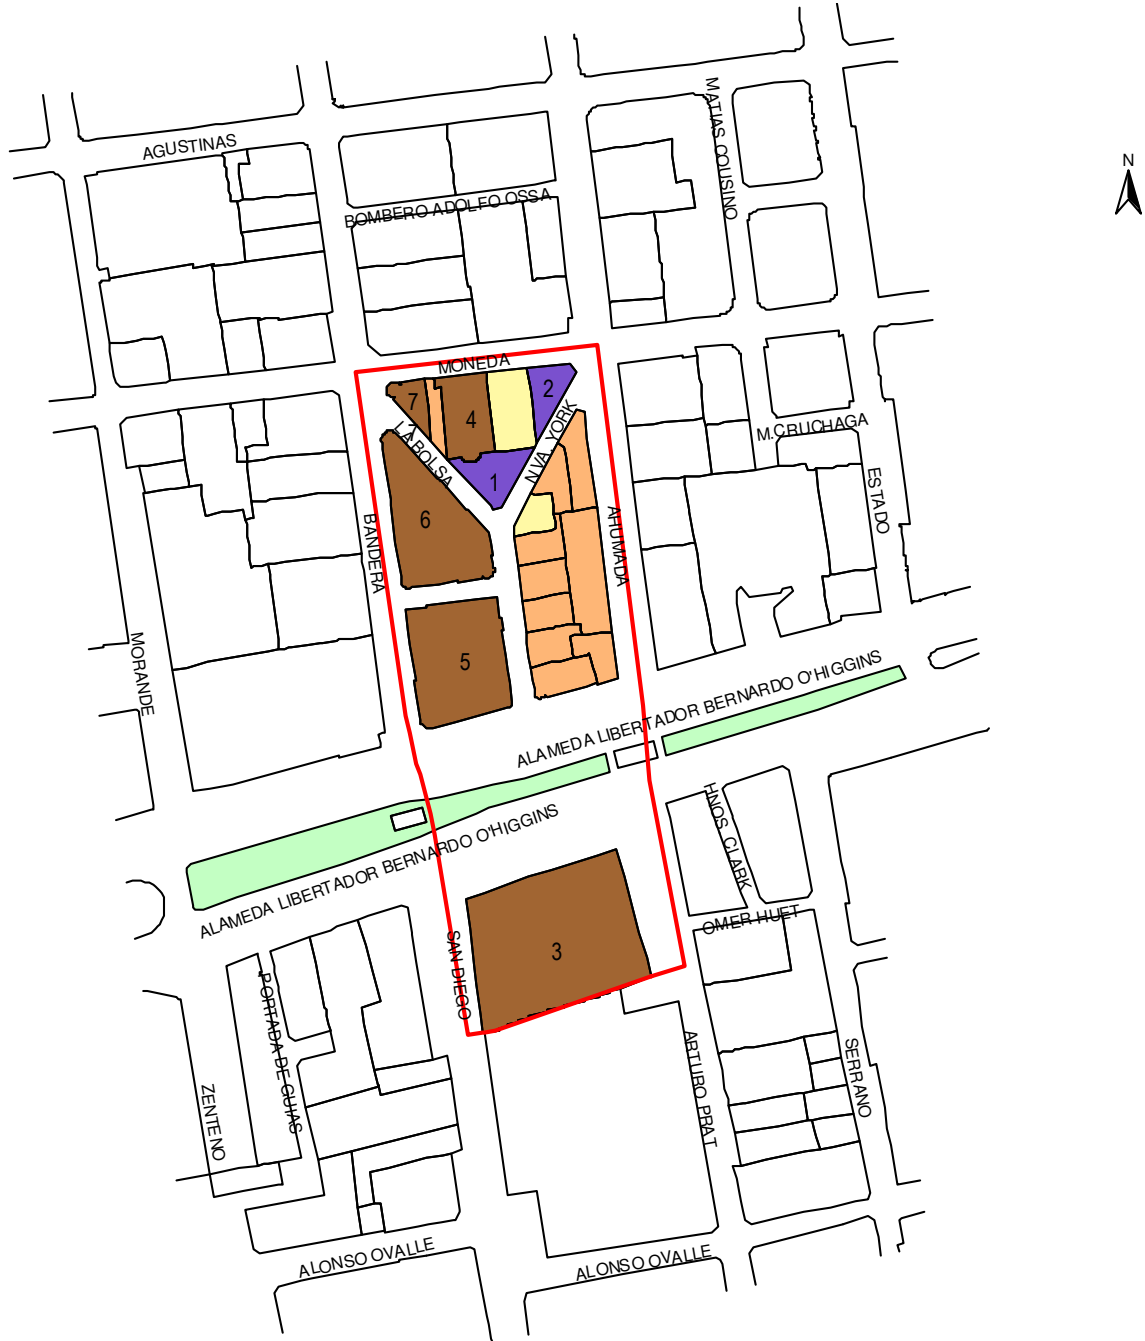 MATIAS COUSINO
AGUSTINAS
N
BOMBERO ADOLFO OSSA
MONEDA
2
7
4
M.CRUCHAGA
LA BOLSA
NVA. YORK
1
ESTADO
6
BANDERA
AHUMADA
MORANDE
5
ALAMEDA LIBERTADOR BERNARDO O'HIGGINS
HNOS. CLARK
ALAMEDA LIBERTADOR BERNARDO O'HIGGINS
OMER HUET
3
SAN DIEGO
PORTADA DE GUIAS
ARTURO PRAT
SERRANO
ZENTENO
ALONSO OVALLE
ALONSO OVALLE